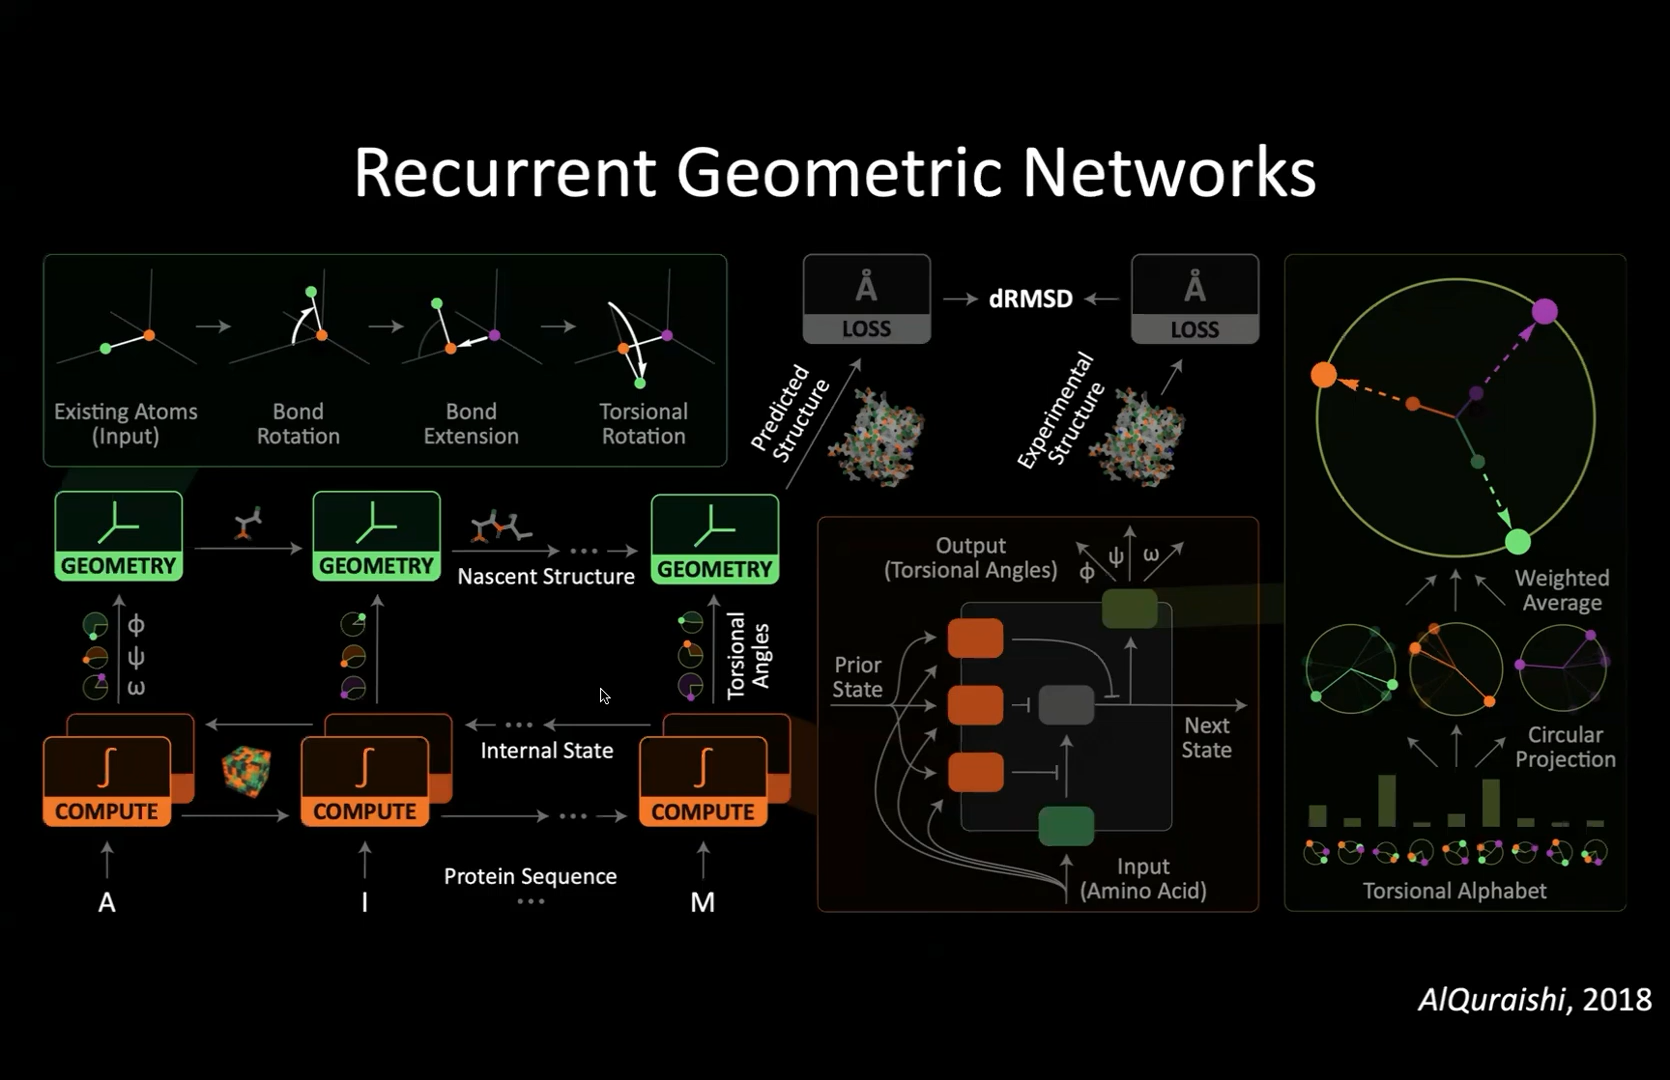 Recurrent Geometric Networks
Existing Atoms
(Input)
Bond
Rotation
Bond
Extension
Torsional
Rotation
Å
LOSS
dRMSD
Å
LOSS
Predicted
Structure
Experimental
Structure
GEOMETRY
GEOMETRY
Nascent Structure
...
GEOMETRY
ϕ
ψ
ω
Torsional
Angles
∫
COMPUTE
∫
COMPUTE
...
Internal State
...
∫
COMPUTE
A
I
Protein Sequence
...
M
Output
(Torsional Angles)
ϕ
ψ
ω
Prior
State
Next
State
Input
(Amino Acid)
Weighted
Average
Circular
Projection
Torsional Alphabet
AlQuraishi, 2018